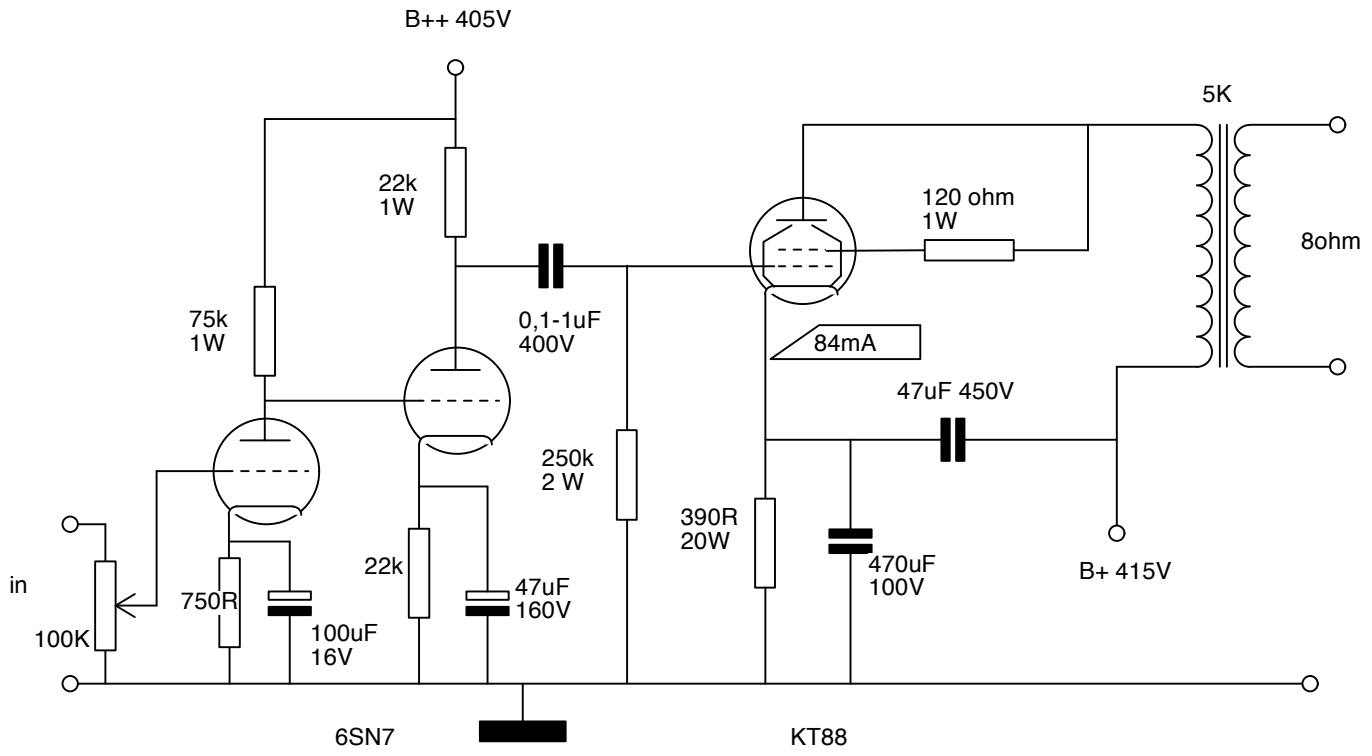 B++ 405V
5K
22k
1W
120 ohm
1W
8ohm
75k
1W
0,1-1uF
400V
84mA
47uF 450V
250k
2 W
390R
20W
470uF
100V
B+ 415V
in
100K
750R
100uF
16V
22k
47uF
160V
6SN7
KT88